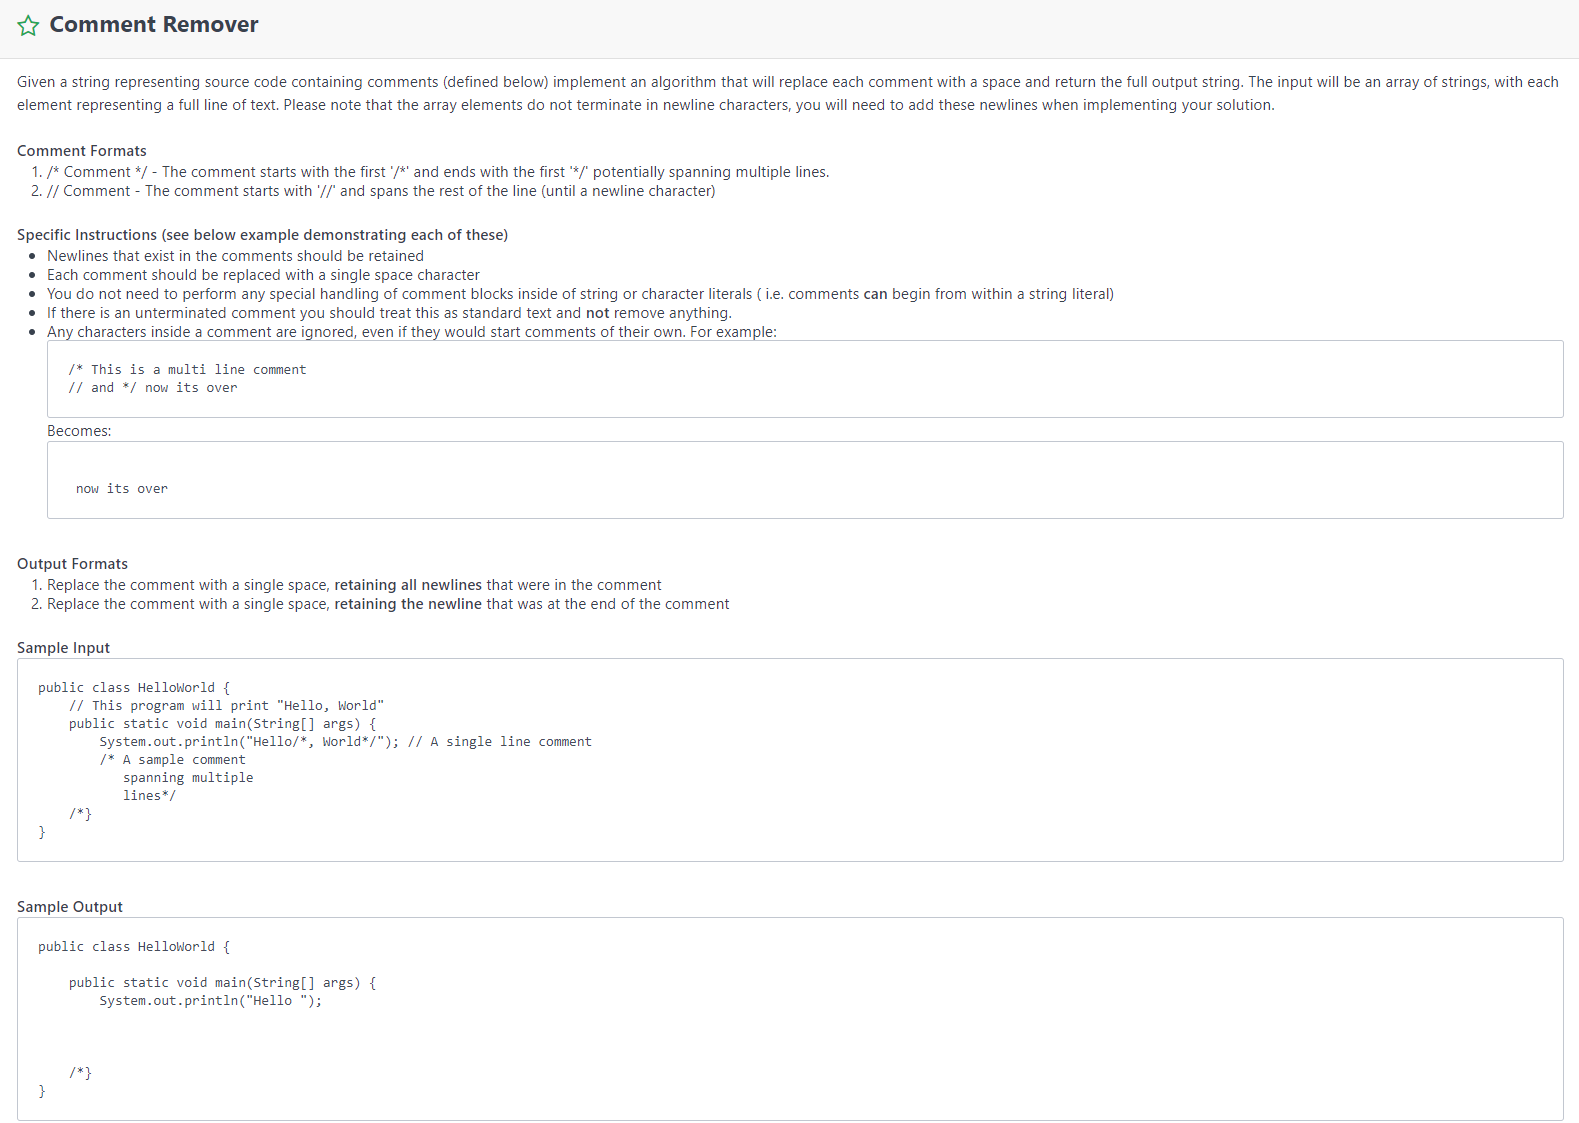 Comment Remover
Given a string representing source code containing comments (defined below) implement an algorithm that will replace each comment with a space and return the full output string. The input will be an array of strings, with each
element representing a full line of text. Please note that the array elements do not terminate in newline characters, you will need to add these newlines when implementing your solution.
Comment Formats
1. /* Comment */ - The comment starts with the first '/*' and ends with the first '*/' potentially spanning multiple lines.
2. // Comment - The comment starts with '//' and spans the rest of the line (until a newline character)
Specific Instructions (see below example demonstrating each of these)
• Newlines that exist in the comments should be retained
• Each comment should be replaced with a single space character
• You do not need to perform any special handling of comment blocks inside of string or character literals ( i.e. comments can begin from within a string literal)
• If there is an unterminated comment you should treat this as standard text and not remove anything.
• Any characters inside a comment are ignored, even if they would start comments of their own. For example:
/* This is a multi line comment
// and */ now its over
Becomes:
now its over
Output Formats
1. Replace the comment with a single space, retaining all newlines that were in the comment
2. Replace the comment with a single space, retaining the newline that was at the end of the comment
Sample Input
public class HelloWorld {
    // This program will print "Hello, World"
    public static void main(String[] args) {
        System.out.println("Hello/*, World*/"); // A single line comment
        /* A sample comment
           spanning multiple
           lines*/
    /*}
}
Sample Output
public class HelloWorld {
    public static void main(String[] args) {
        System.out.println("Hello ");
    /*}
}